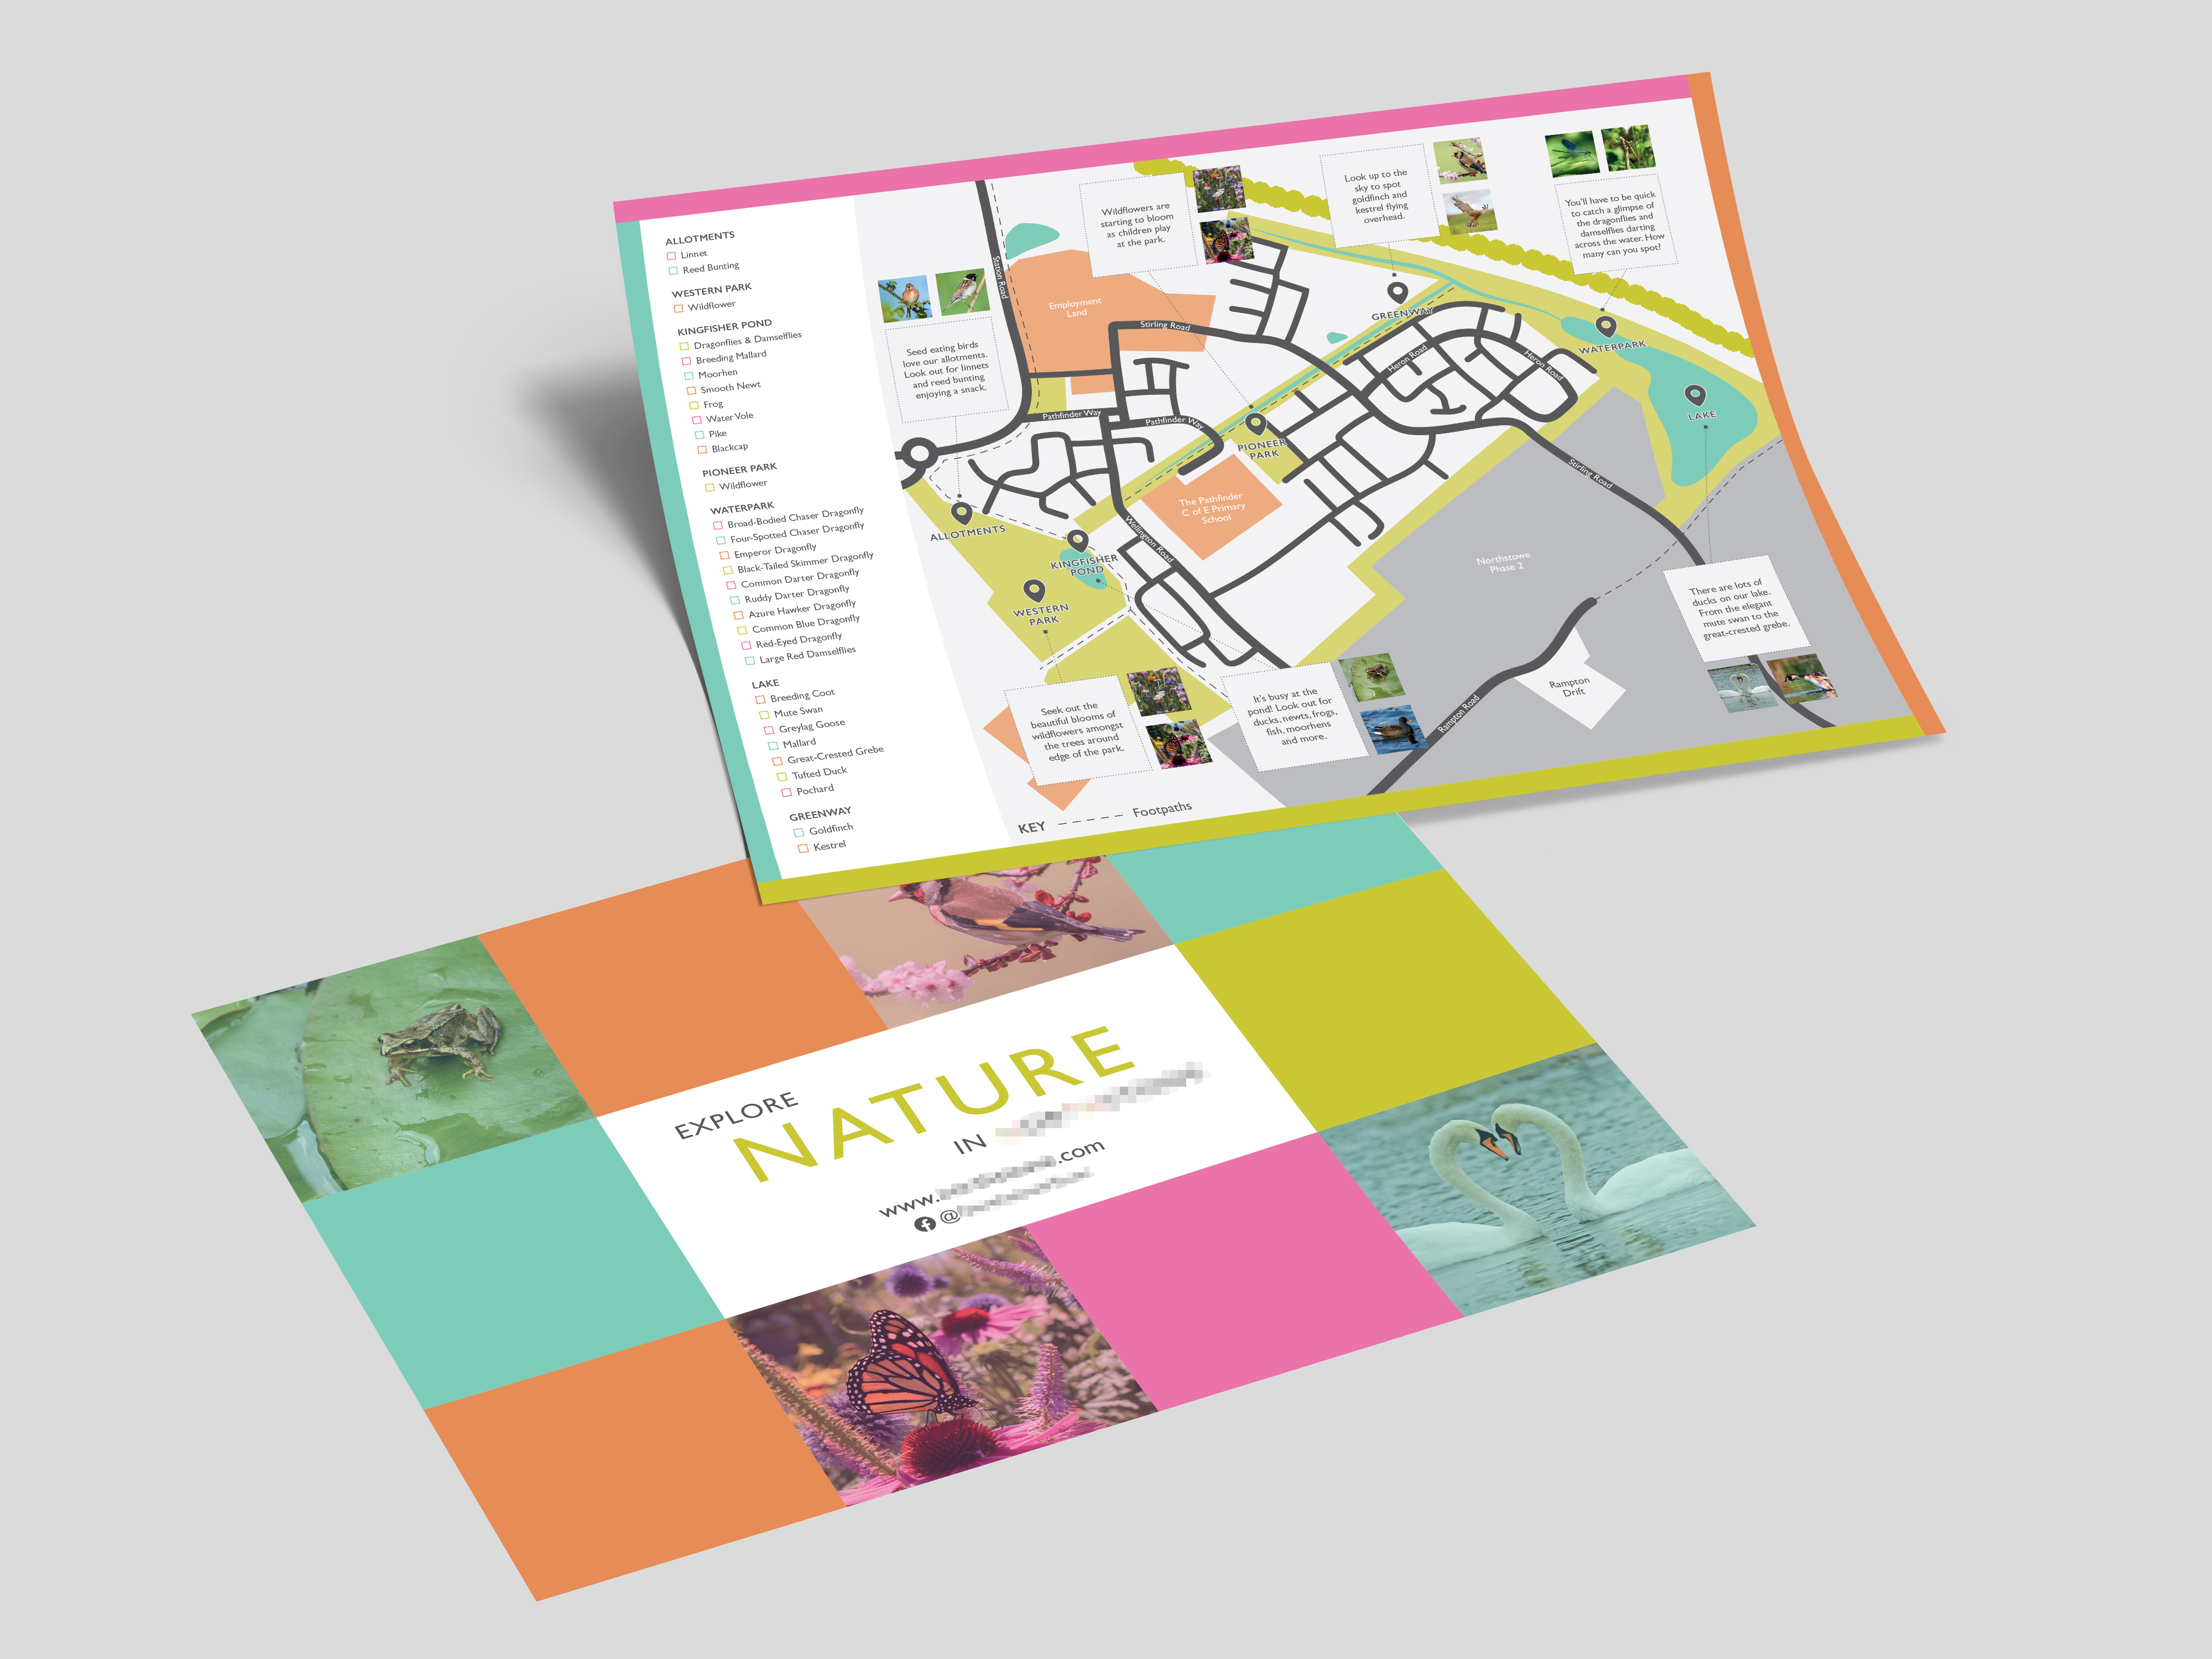 ALLOTMENTS
Linnet
Reed Bunting
WESTERN PARK
Wildflower
KINGFISHER POND
Dragonflies & Damselflies
Breeding Mallard
Moorhen
Smooth Newt
Frog
Water Vole
Pike
Blackcap
PIONEER PARK
Wildflower
WATERPARK
Broad-Bodied Chaser Dragonfly
Four-Spotted Chaser Dragonfly
Emperor Dragonfly
Black-Tailed Skimmer Dragonfly
Common Darter Dragonfly
Ruddy Darter Dragonfly
Azure Hawker Dragonfly
Common Blue Dragonfly
Red-Eyed Dragonfly
Large Red Damselflies
LAKE
Breeding Coot
Mute Swan
Greylag Goose
Mallard
Great-Crested Grebe
Tufted Duck
Pochard
GREENWAY
Goldfinch
Kestrel
Seed eating birds
love our allotments.
Look out for linnets
and reed bunting
enjoying a snack.
Wildflowers are
starting to bloom
as children play
at the park.
Look up to the
sky to spot
goldfinch and
kestrel flying
overhead.
You'll have to be quick
to catch a glimpse of
the dragonflies and
damselflies darting
across the water. How
many can you spot?
Station Road
Employment
Land
Stirling Road
GREENWAY
WATERPARK
Heron Road
Heron Road
LAKE
Pathfinder Way
Pathfinder Way
PIONEER
PARK
Stirling Road
The Pathfinder
C of E Primary
School
ALLOTMENTS
Wellington Road
KINGFISHER
POND
WESTERN
PARK
Northstowe
Phase 2
Rampton
Drift
Rampton Road
There are lots of
ducks on our lake.
From the elegant
mute swan to the
great-crested grebe.
Seek out the
beautiful blooms of
wildflowers amongst
the trees around
edge of the park.
It's busy at the
pond! Look out for
ducks, newts, frogs,
fish, moorhens
and more.
KEY ----- Footpaths
EXPLORE
NATURE
IN
www. .com
@